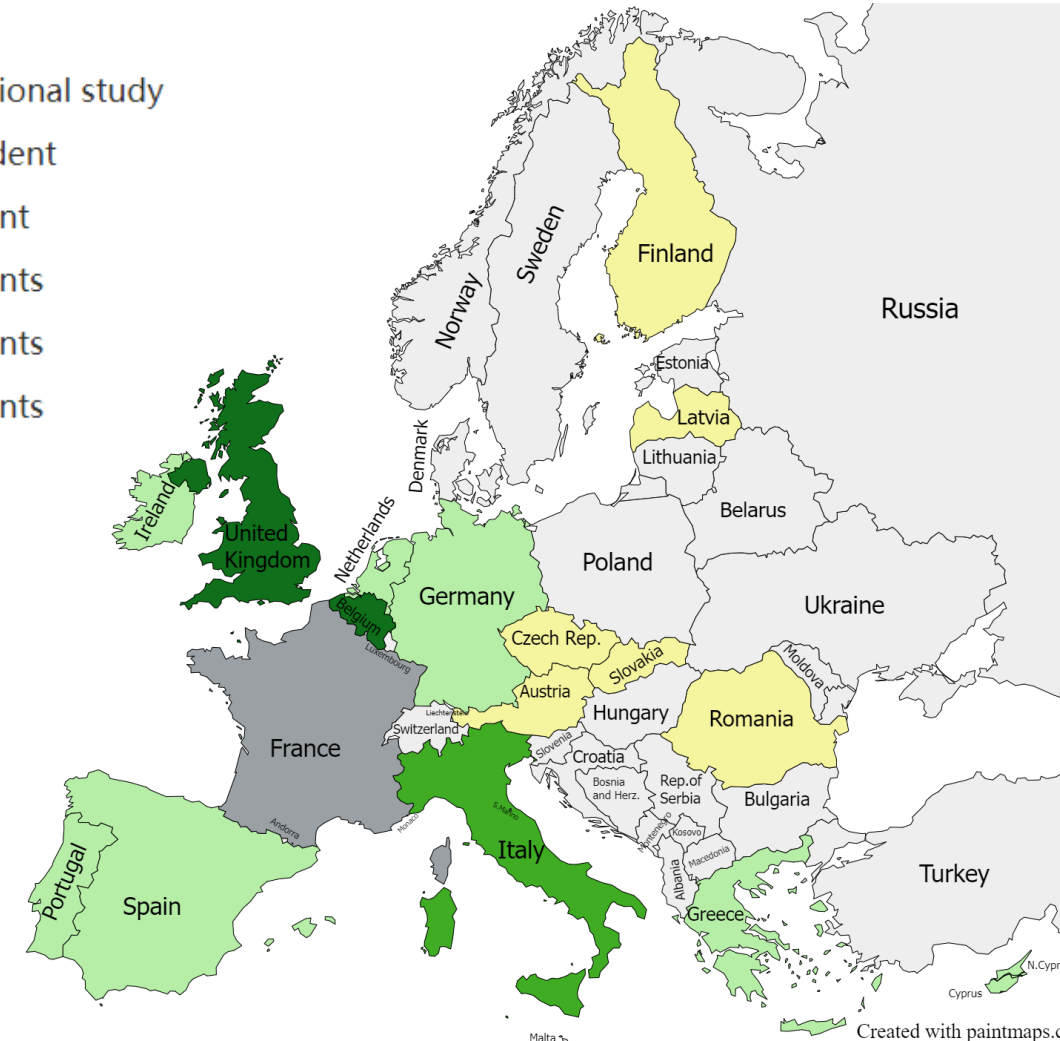 ional study
dent
nt
nts
nts
nts
Finland
Sweden
Norway
Russia
Estonia
Latvia
Lithuania
Denmark
Belarus
Ireland
United
Kingdom
Netherlands
Poland
Germany
Belgium
Ukraine
Luxembourg
Czech Rep.
Slovakia
Moldova
Austria
Liechtenstein
Switzerland
Hungary
Romania
France
Slovenia
Croatia
Bosnia
and Herz.
Rep.of
Serbia
Bulgaria
S.Marino
Monaco
Andorra
Montenegro
Kosovo
Macedonia
Italy
Albania
Turkey
Portugal
Spain
Greece
N.Cypr
Cyprus
Malta
Created with paintmaps.c